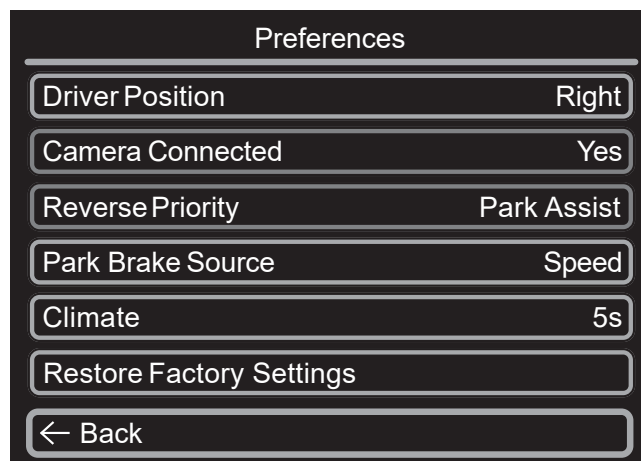 Preferences
Driver Position Right
Camera Connected Yes
Reverse Priority Park Assist
Park Brake Source Speed
Climate 5s
Restore Factory Settings
← Back